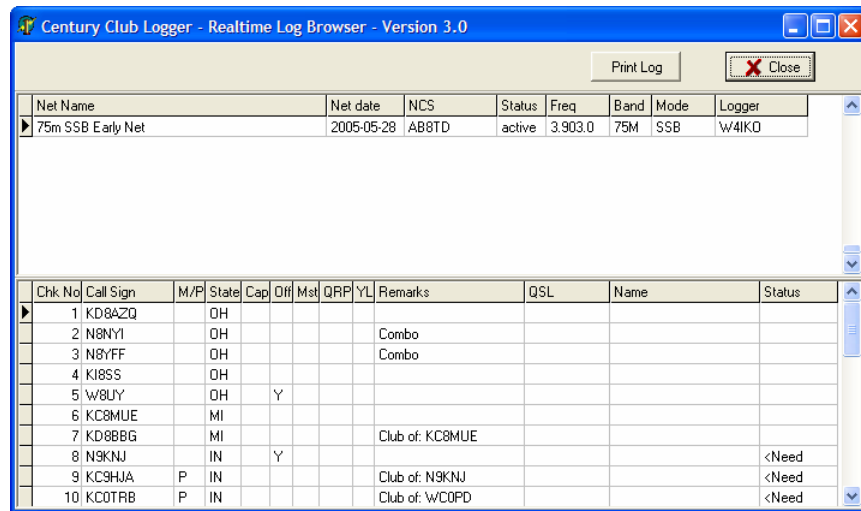 Century Club Logger - Realtime Log Browser - Version 3.0
Print Log Close
Net Name Net date NCS Status Freq Band Mode Logger
75m SSB Early Net 2005-05-28 AB8TD active 3.903.0 75M SSB W4IKO
Chk No Call Sign M/P State Cap Off Mst QRP YL Remarks QSL Name Status
1 KD8AZQ OH
2 N8NYI OH Combo
3 N8YFF OH Combo
4 KI8SS OH
5 W8UY OH Y
6 KC8MUE MI
7 KD8BBG MI Club of: KC8MUE
8 N9KNJ IN Y <Need
9 KC9HJA P IN Club of: N9KNJ <Need
10 KC0TRB P IN Club of: WC0PD <Need